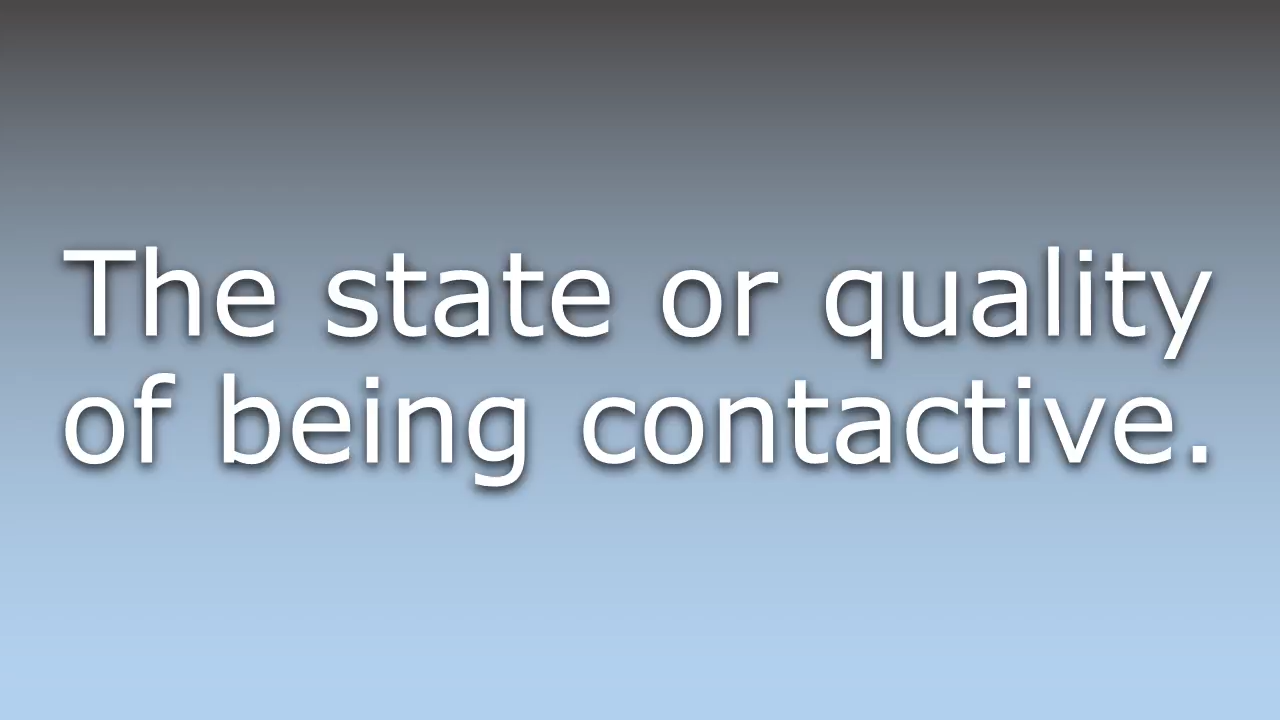 The state or quality
of being contactive.